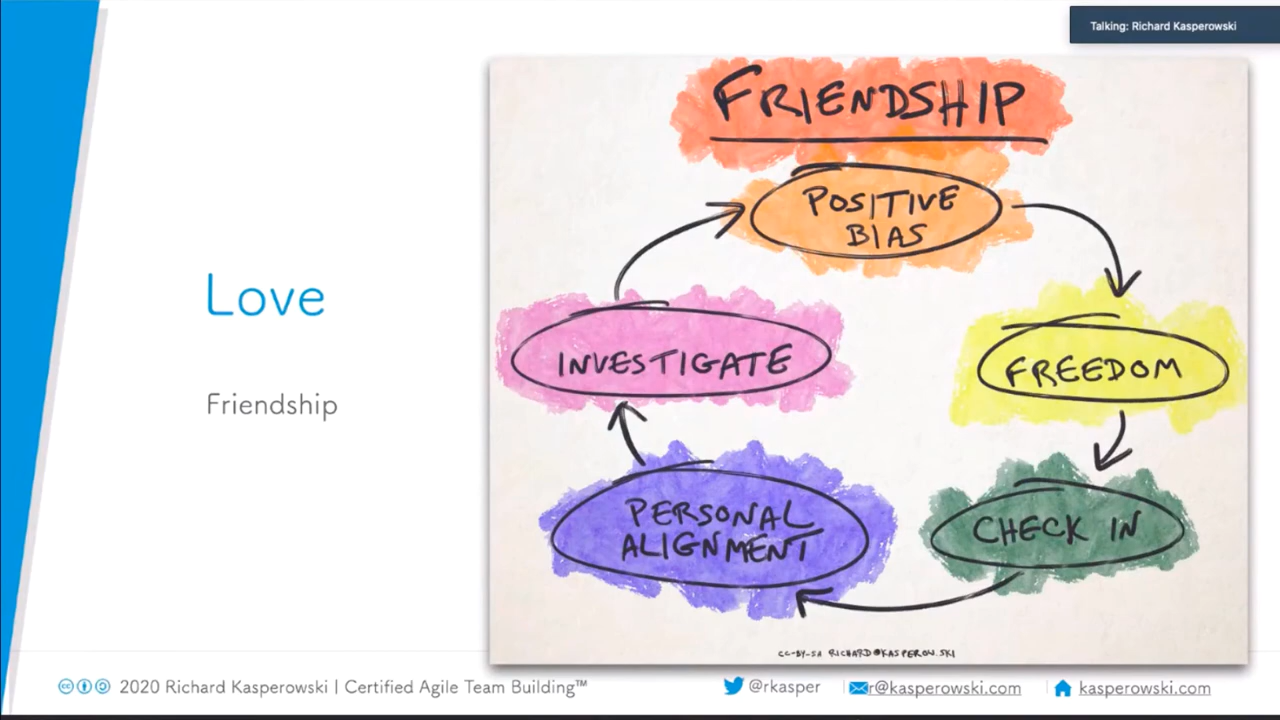 Talking: Richard Kasperowski
Love
Friendship
FRIENDSHIP
POSITIVE
BIAS
FREEDOM
CHECK IN
PERSONAL
ALIGNMENT
INVESTIGATE
CC-BY-SA RICHARD@KASPEROW.SKI
2020 Richard Kasperowski | Certified Agile Team Building™
@rkasper
r@kasperowski.com
kasperowski.com